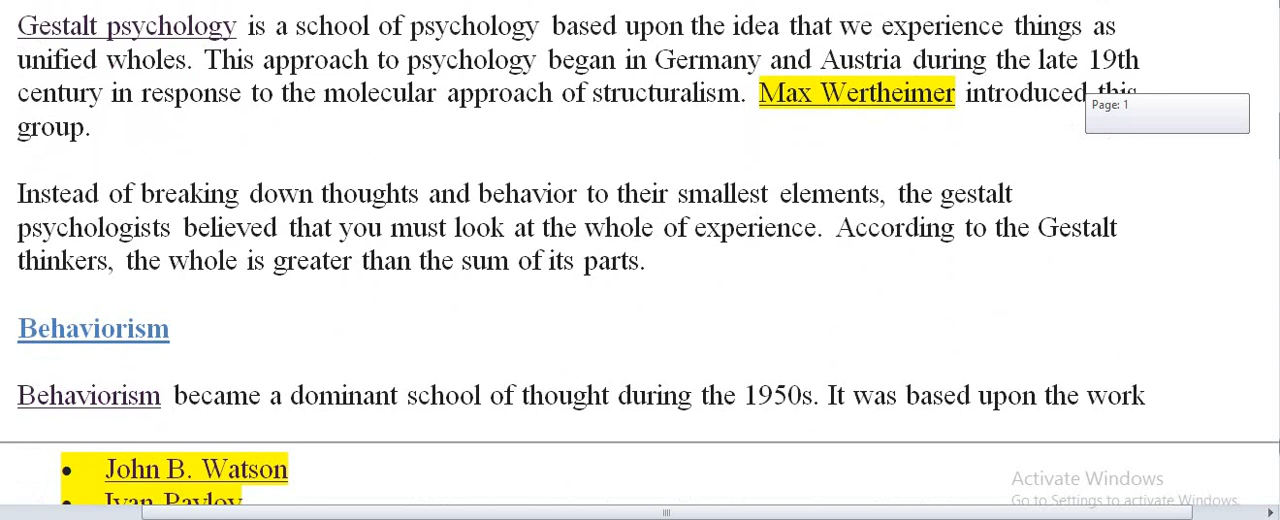 Gestalt psychology is a school of psychology based upon the idea that we experience things as
unified wholes. This approach to psychology began in Germany and Austria during the late 19th
century in response to the molecular approach of structuralism. Max Wertheimer introduced this
Page: 1
group.
Instead of breaking down thoughts and behavior to their smallest elements, the gestalt
psychologists believed that you must look at the whole of experience. According to the Gestalt
thinkers, the whole is greater than the sum of its parts.
Behaviorism
Behaviorism became a dominant school of thought during the 1950s. It was based upon the work
• John B. Watson
• Ivan Pavlov
Activate Windows
Go to Settings to activate Windows.